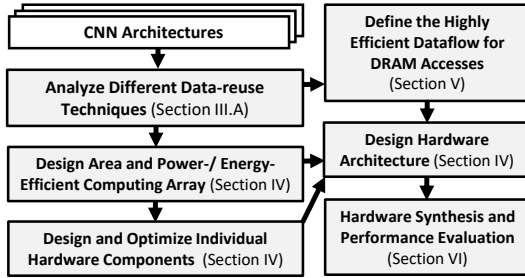 CNN Architectures
Analyze Different Data-reuse
Techniques (Section III.A)
Design Area and Power-/ Energy-
Efficient Computing Array (Section IV)
Design and Optimize Individual
Hardware Components (Section IV)
Define the Highly
Efficient Dataflow for
DRAM Accesses
(Section V)
Design Hardware
Architecture (Section IV)
Hardware Synthesis and
Performance Evaluation
(Section VI)